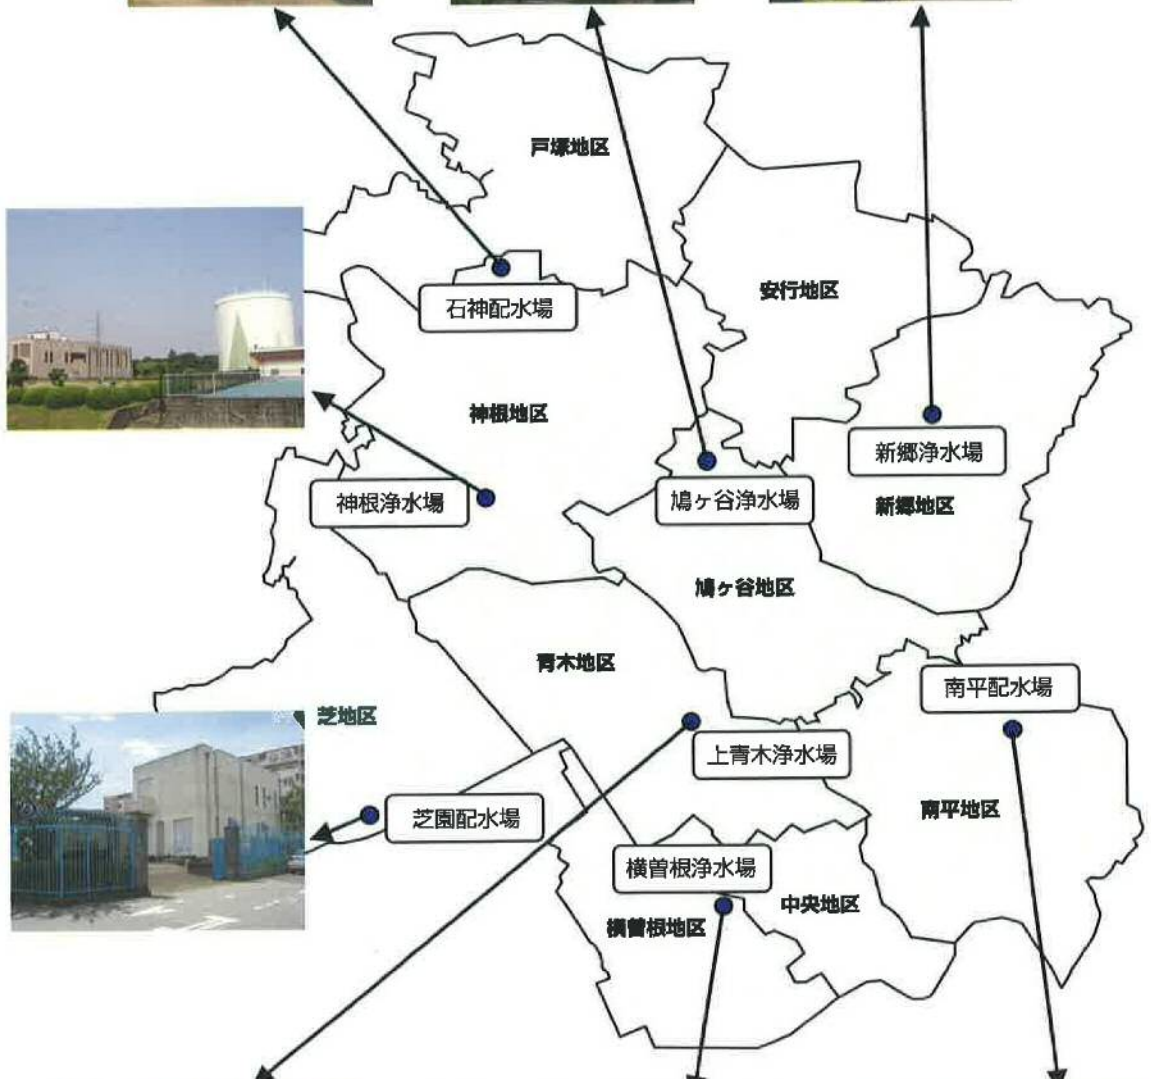 戸塚地区
安行地区
石神配水場
神根地区
新郷浄水場
神根浄水場
鳩ヶ谷浄水場
新郷地区
鳩ヶ谷地区
青木地区
南平配水場
芝地区
上青木浄水場
芝園配水場
南平地区
横曽根浄水場
中央地区
横曽根地区